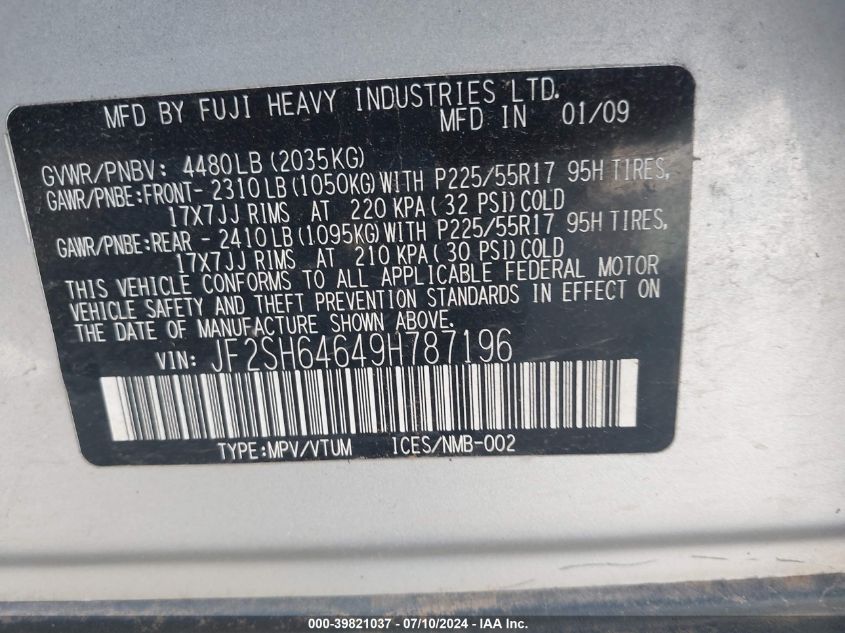 MFD BY FUJI HEAVY INDUSTRIES LTD.
MFD IN 01/09
GVWR/PNBV: 4480LB (2035KG)
GAWR/PNBE:FRONT- 2310LB (1050KG) WITH P225/55R17 95H TIRES,
17X7JJ RIMS AT 220 KPA ( 32 PSI) COLD
GAWR/PNBE:REAR - 2410LB (1095KG) WITH P225/55R17 95H TIRES,
17X7JJ RIMS AT 210 KPA ( 30 PSI) COLD
THIS VEHICLE CONFORMS TO ALL APPLICABLE FEDERAL MOTOR
VEHICLE SAFETY AND THEFT PREVENTION STANDARDS IN EFFECT ON
THE DATE OF MANUFACTURE SHOWN ABOVE.
VIN: JF2SH64649H787196
TYPE:MPV/VTUM ICES/NMB-002
000-39821037 - 07/10/2024 - IAAI.com